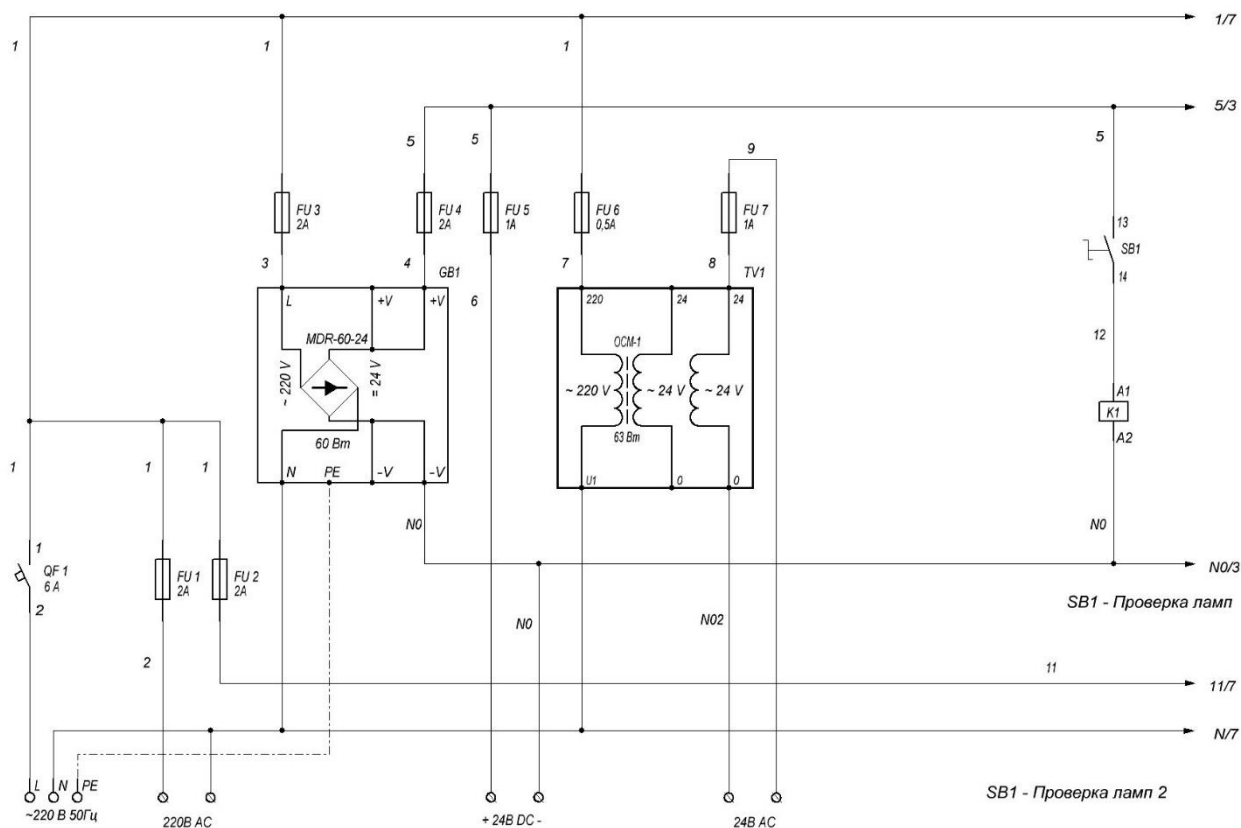 1/7
1
1
1
5/3
5
5
9
5
FU 3
2A
FU 4
2A
FU 5
1A
FU 6
0,5A
FU 7
1A
13
SB1
14
3
4
GB1
6
7
8
TV1
L
+V
+V
220
24
24
MDR-60-24
~ 220 V
= 24 V
60 Вт
ОСМ-1
~ 220 V
~ 24 V
~ 24 V
63 Вт
12
A1
K1
A2
N
PE
-V
-V
U1
0
0
1
1
1
N0
N0
1
QF 1
6 A
2
FU 1
2A
FU 2
2A
N0/3
SB1 - Проверка ламп
2
N0
N02
11
11/7
N/7
L
N
PE
~220 В 50Гц
220В AC
+ 24В DC -
24В AC
SB1 - Проверка ламп 2